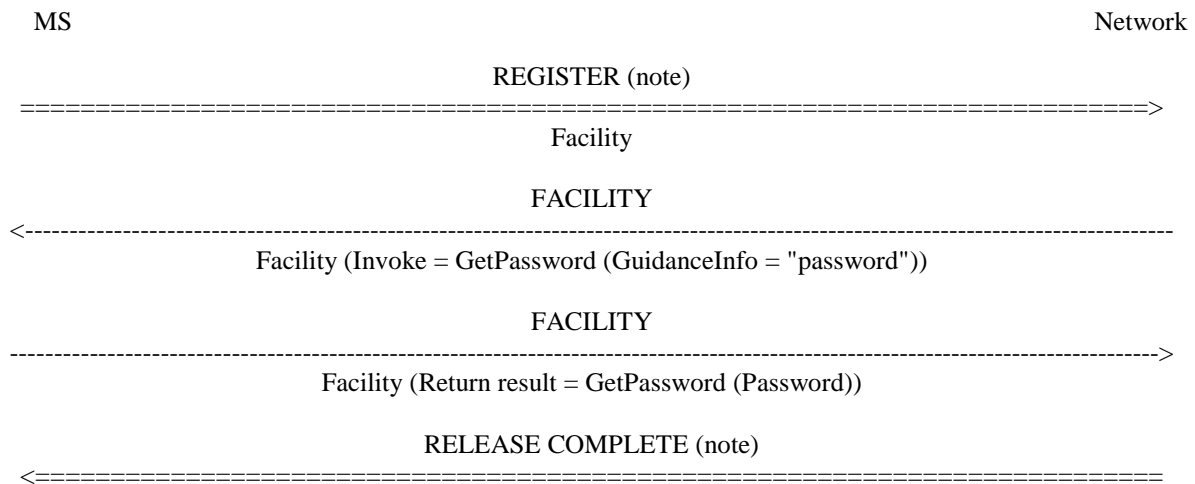 MS Network
REGISTER (note)
============================================================================>
Facility
FACILITY
<---------------------------------------------------------------------------------------------------------------------------------
Facility (Invoke = GetPassword (GuidanceInfo = "password"))
FACILITY
--------------------------------------------------------------------------------------------------------------------------------->
Facility (Return result = GetPassword (Password))
RELEASE COMPLETE (note)
<============================================================================